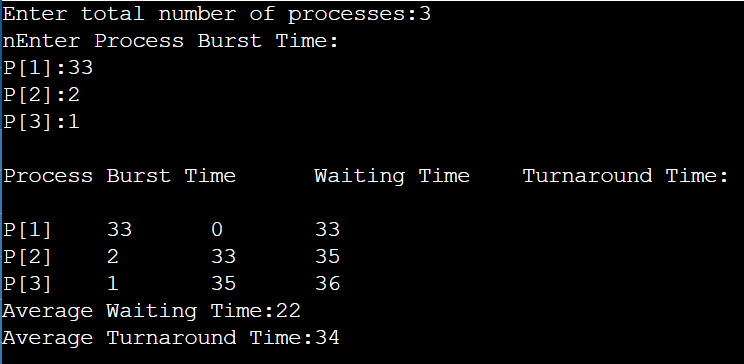 Enter total number of processes:3
nEnter Process Burst Time:
P[1]:33
P[2]:2
P[3]:1
Process Burst Time Waiting Time Turnaround Time:
P[1] 33 0 33
P[2] 2 33 35
P[3] 1 35 36
Average Waiting Time:22
Average Turnaround Time:34